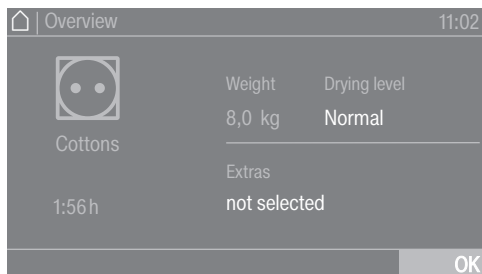 Overview
11:02
Weight
Drying level
8,0 kg
Normal
Cottons
Extras
1:56 h
not selected
OK